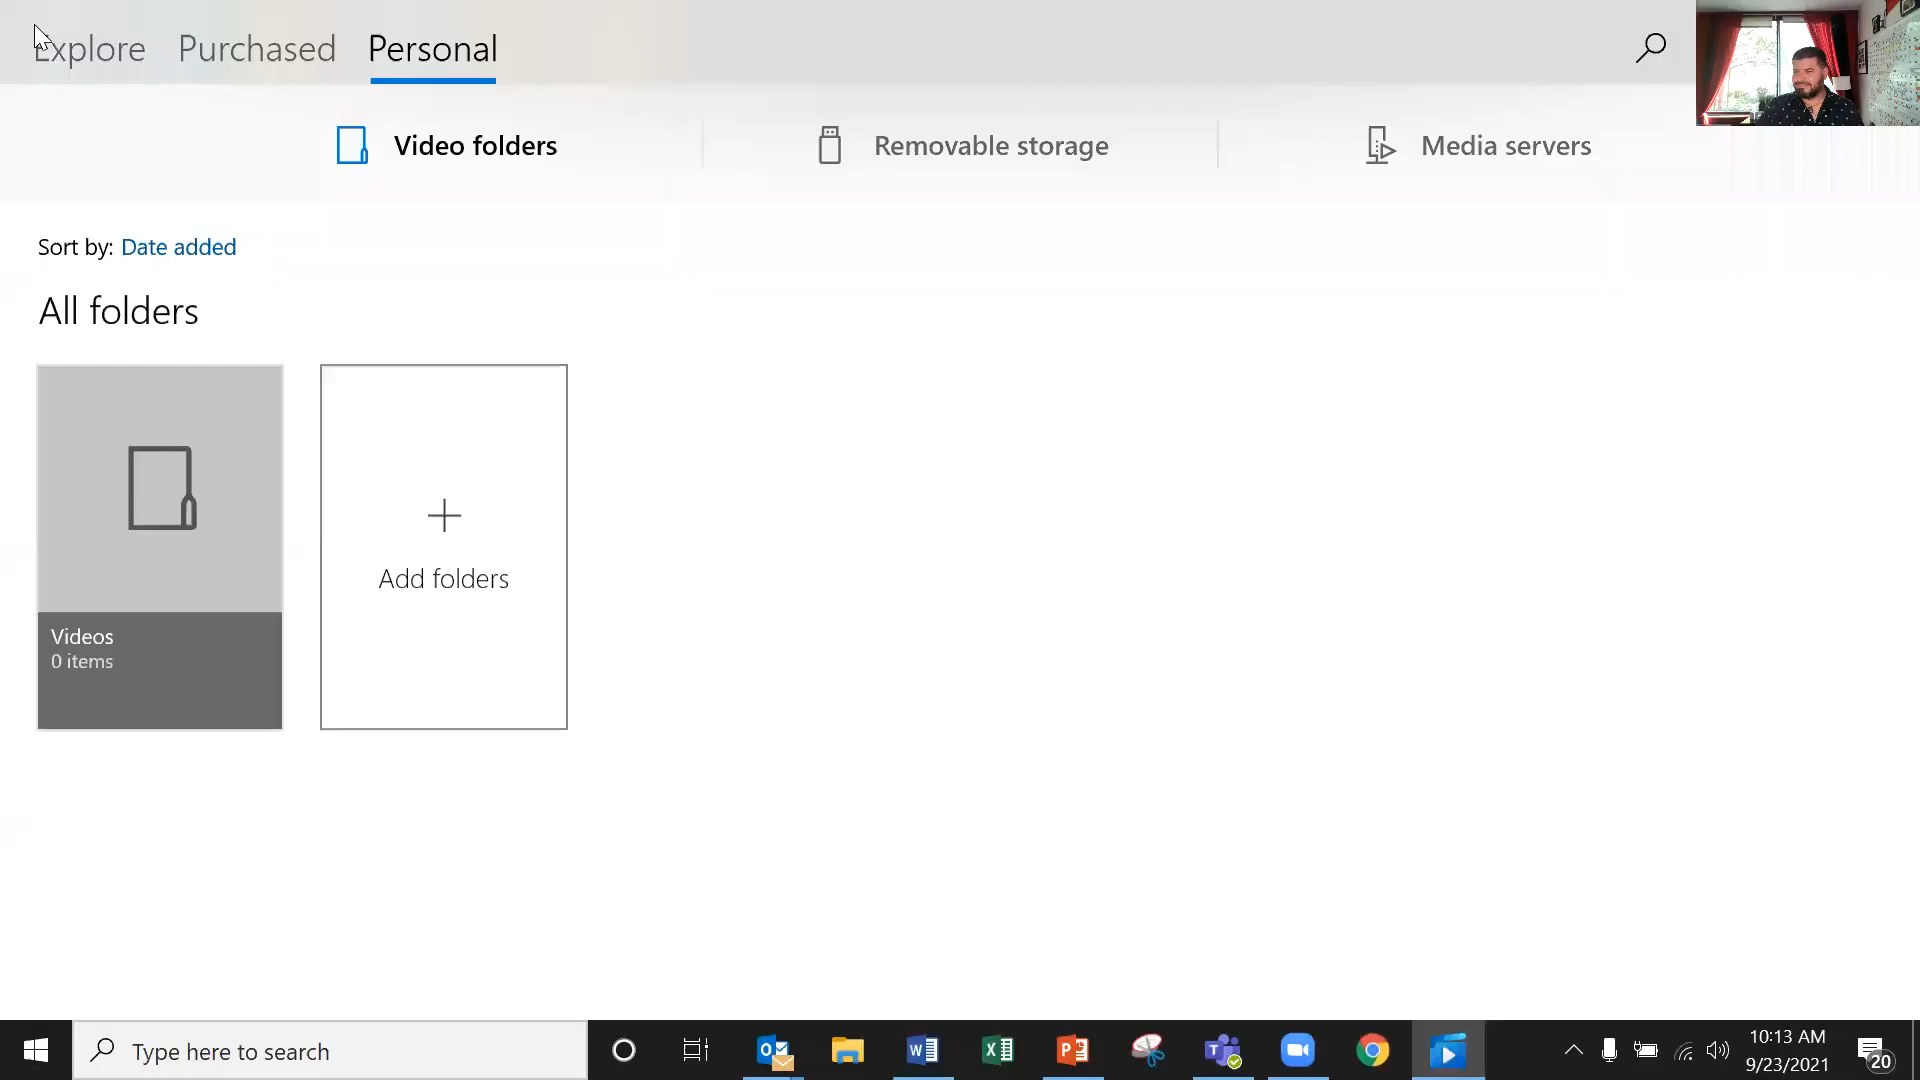 Explore Purchased Personal
Video folders Removable storage Media servers
Sort by: Date added
All folders
Add folders
Videos
0 items
Type here to search
10:13 AM
9/23/2021
20